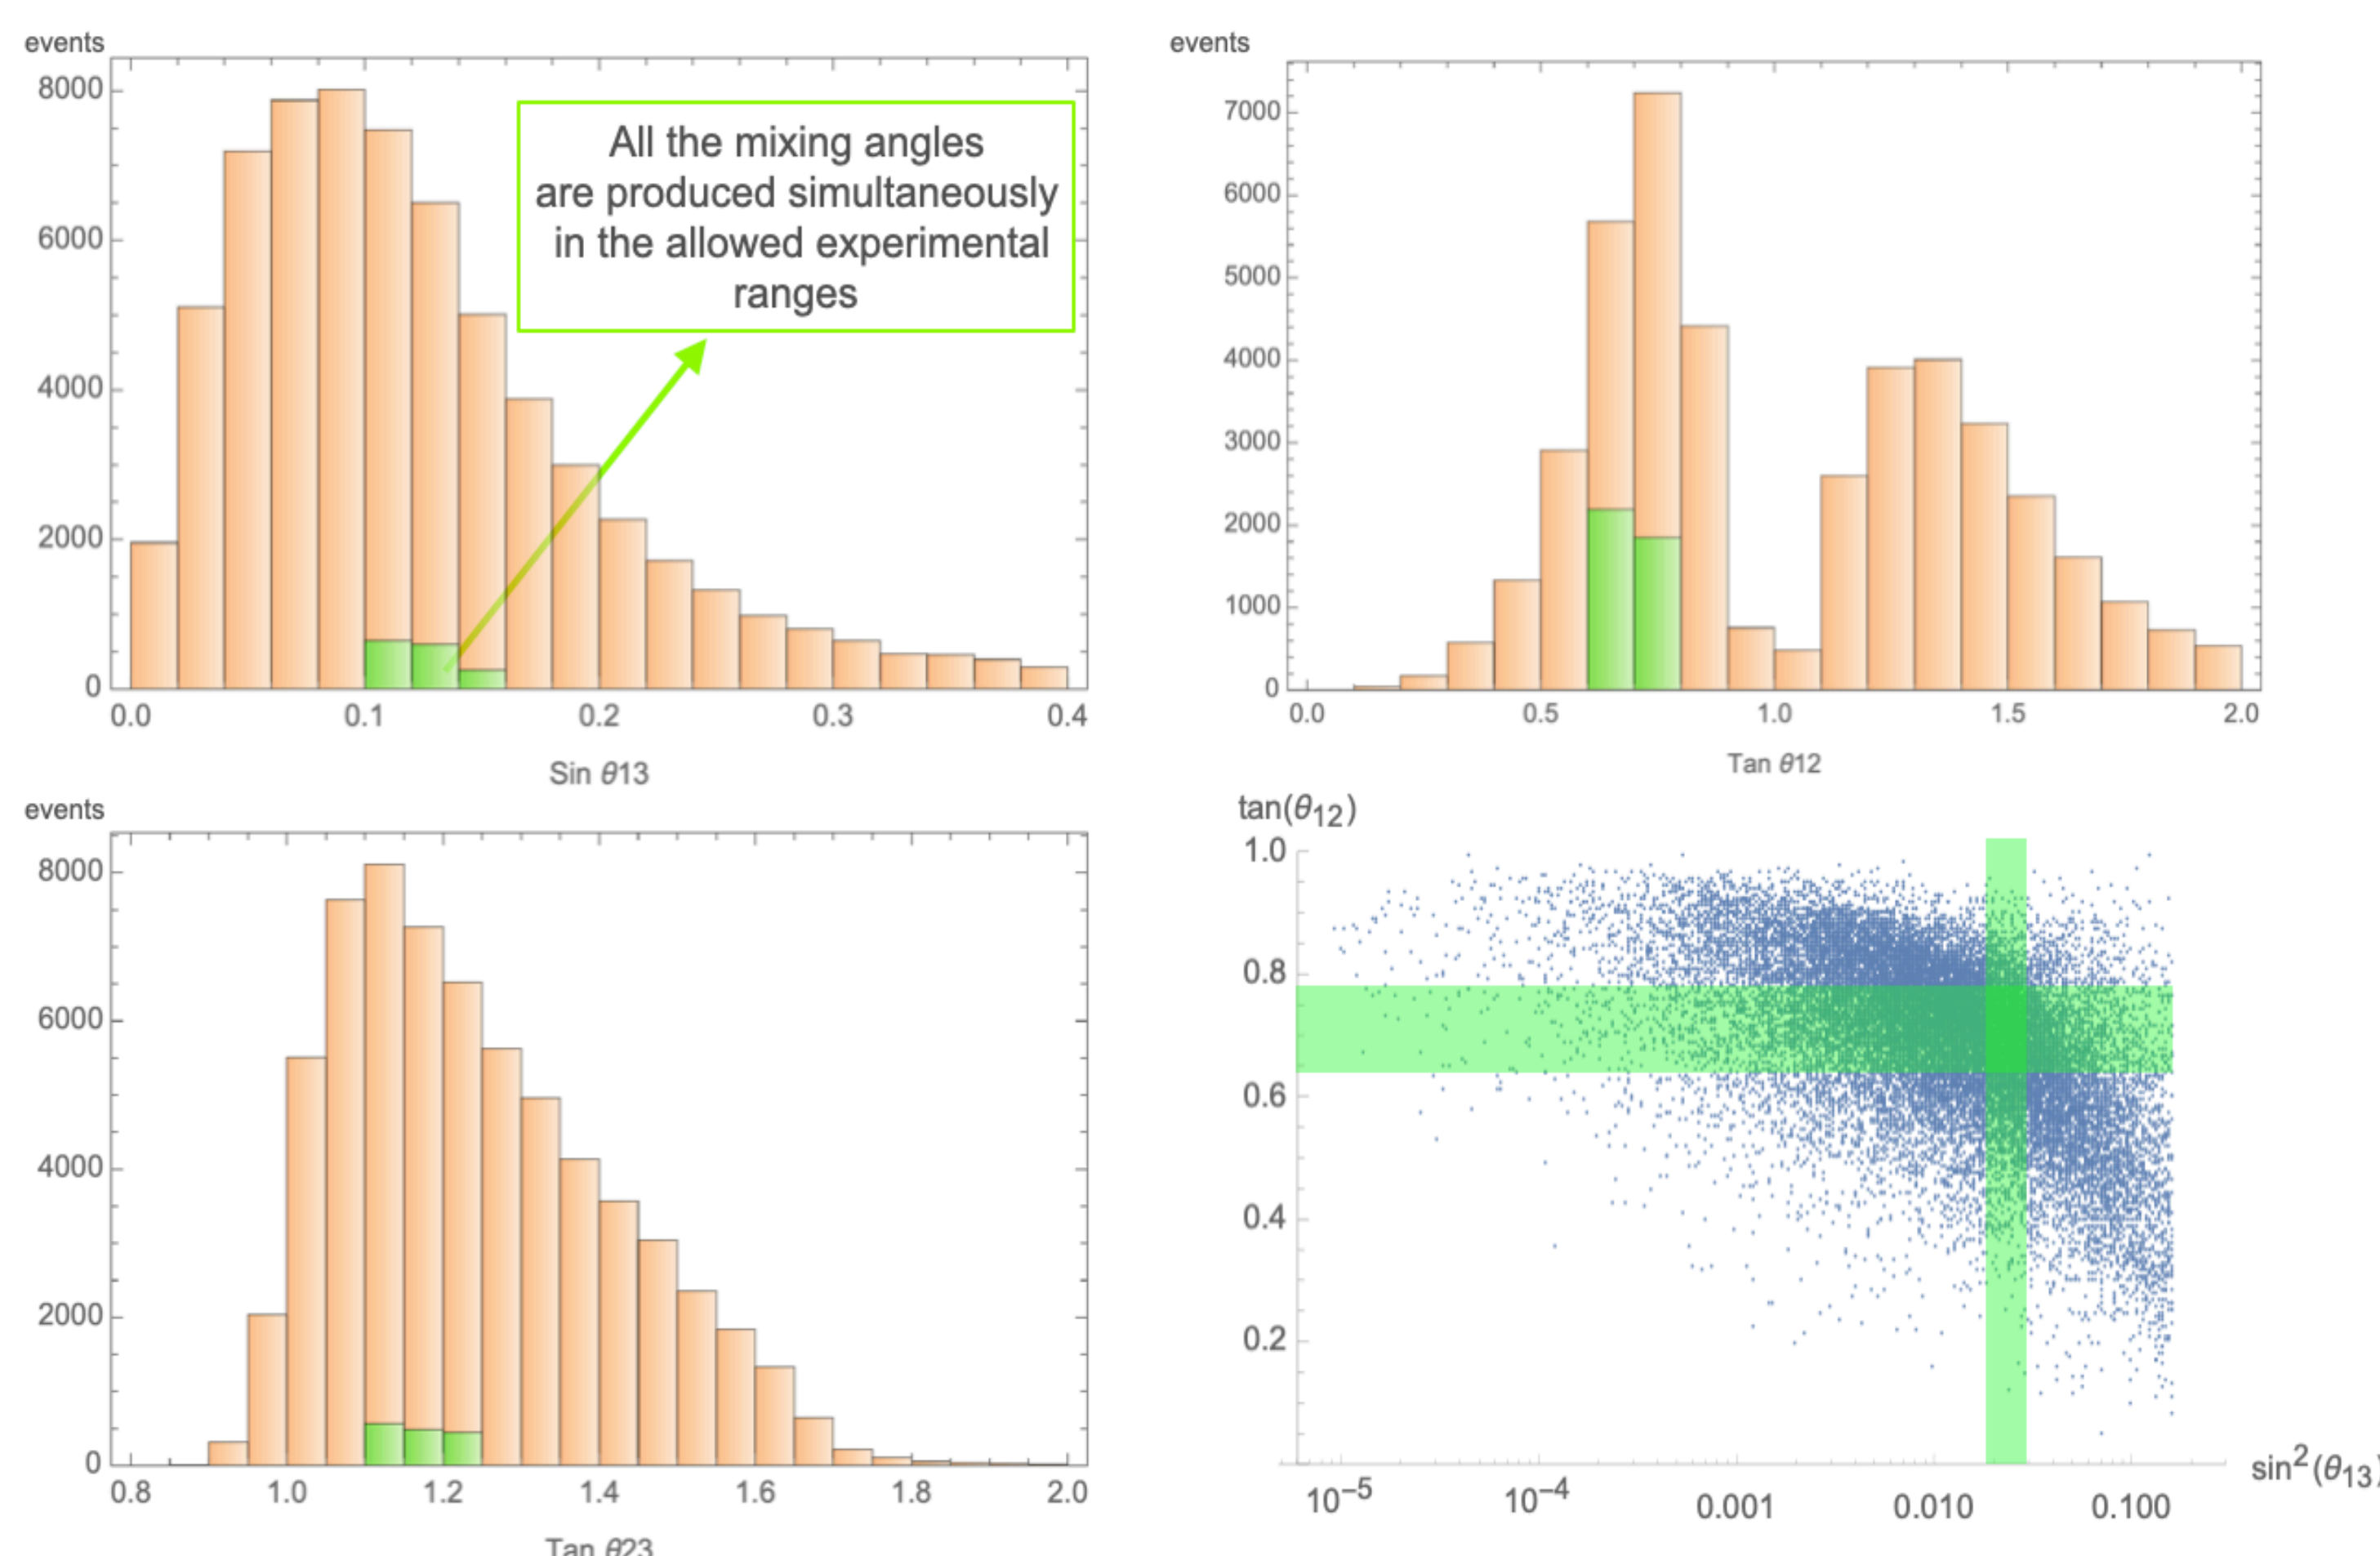 events
8000
6000
4000
2000
0
0.0 0.1 0.2 0.3 0.4
Sin θ13
All the mixing angles
are produced simultaneously
in the allowed experimental
ranges
events
7000
6000
5000
4000
3000
2000
1000
0
0.0 0.5 1.0 1.5 2.0
Tan θ12
events
8000
6000
4000
2000
0
0.8 1.0 1.2 1.4 1.6 1.8 2.0
Tan θ23
tan(θ12)
1.0
0.8
0.6
0.4
0.2
10−5 10−4 0.001 0.010 0.100
sin2(θ13)